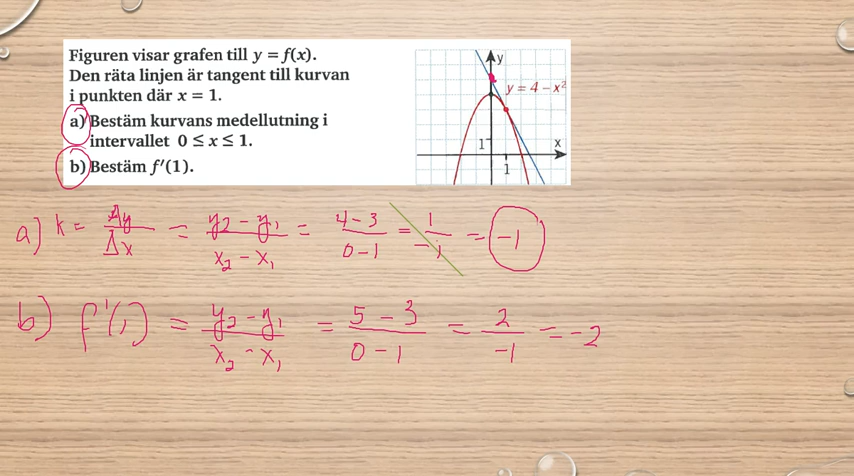 Figuren visar grafen till y = f(x).
Den räta linjen är tangent till kurvan
i punkten där x = 1.
a) Bestäm kurvans medellutning i
intervallet 0 ≤ x ≤ 1.
b) Bestäm f′(1).
y
y = 4 – x²
1
x
1
a) k = Δy/Δx = (y₂ – y₁)/(x₂ – x₁) = (4 – 3)/(0 – 1) = 1/–1 = –1
b) f'(1) = (y₂ – y₁)/(x₂ – x₁) = (5 – 3)/(0 – 1) = 2/–1 = –2